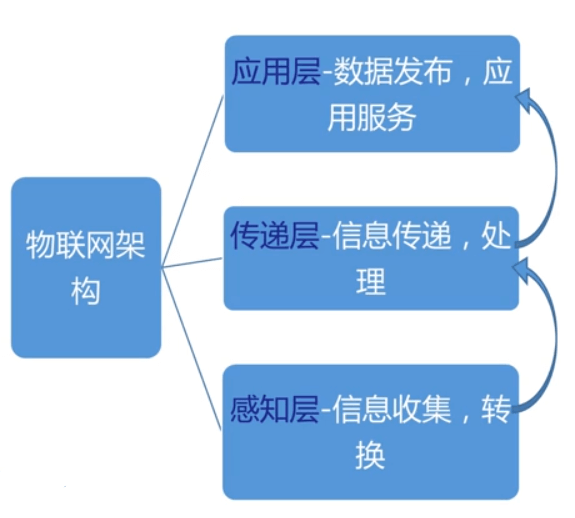 应用层-数据发布，应
用服务
物联网架
构
传递层-信息传递，处
理
感知层-信息收集，转
换